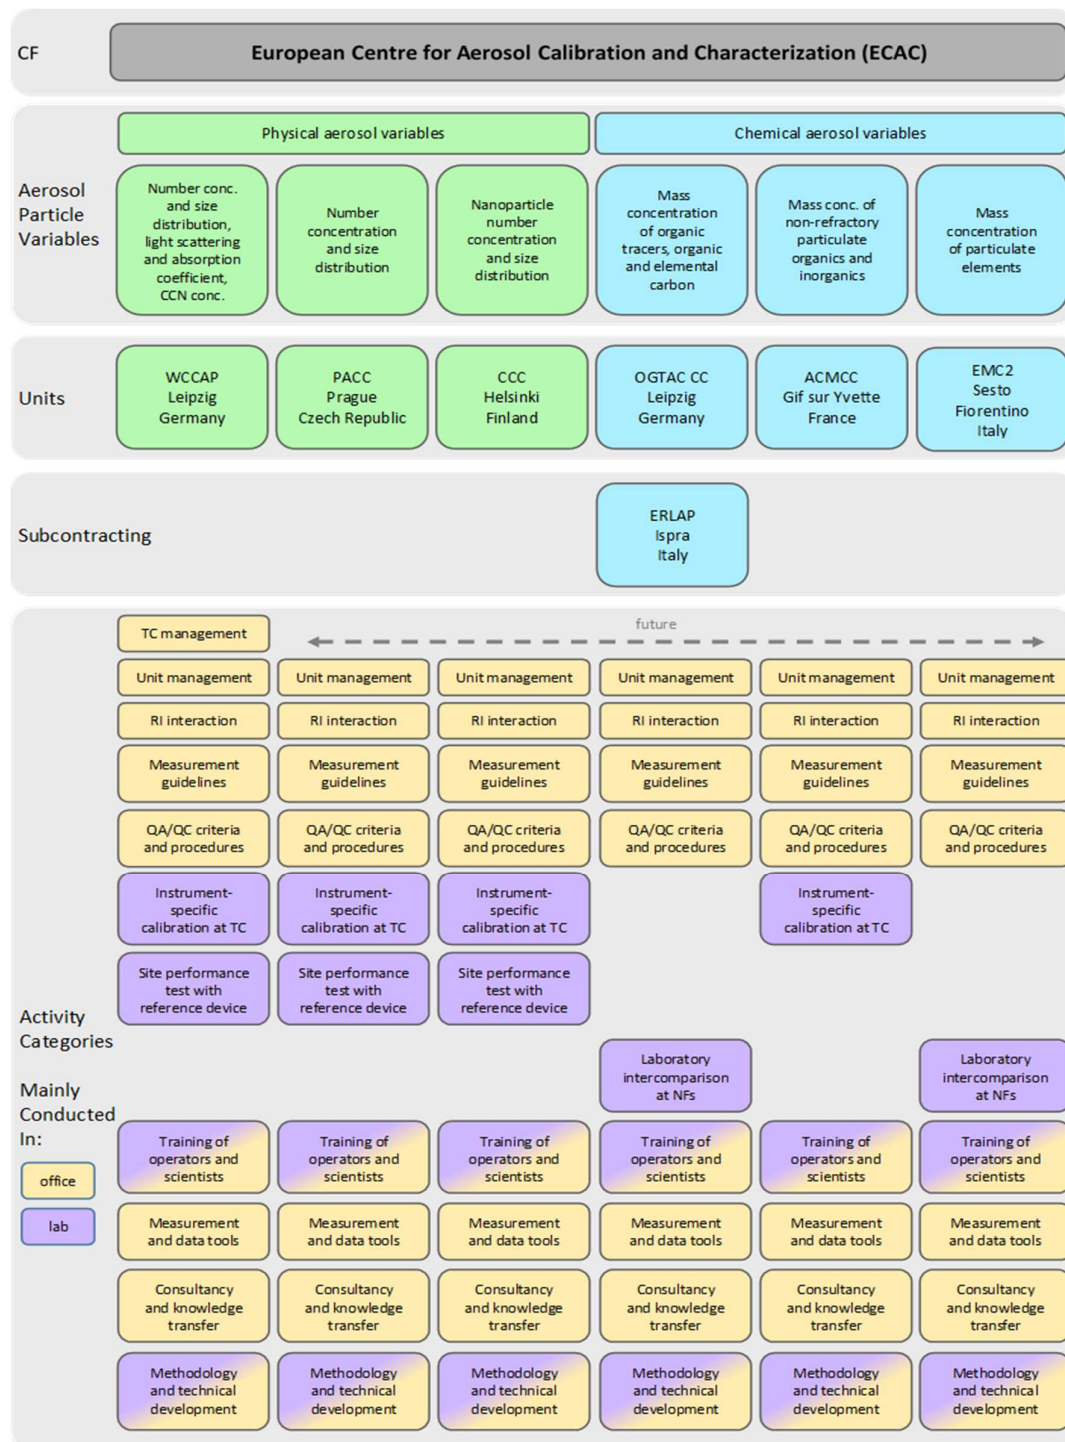 CF
European Centre for Aerosol Calibration and Characterization (ECAC)
Physical aerosol variables
Chemical aerosol variables
Aerosol
Particle
Variables
Number conc.
and size
distribution,
light scattering
and absorption
coefficient,
CCN conc.
Number
concentration
and size
distribution
Nanoparticle
number
concentration
and size
distribution
Mass
concentration
of organic
tracers, organic
and elemental
carbon
Mass conc. of
non-refractory
particulate
organics and
inorganics
Mass
concentration
of particulate
elements
Units
WCCAP
Leipzig
Germany
PACC
Prague
Czech Republic
CCC
Helsinki
Finland
OGTAC CC
Leipzig
Germany
ACMCC
Gif sur Yvette
France
EMC2
Sesto
Fiorentino
Italy
Subcontracting
ERLAP
Ispra
Italy
Activity
Categories
Mainly
Conducted
In:
office
lab
TC management
future
Unit management
Unit management
Unit management
Unit management
Unit management
Unit management
RI interaction
RI interaction
RI interaction
RI interaction
RI interaction
RI interaction
Measurement
guidelines
Measurement
guidelines
Measurement
guidelines
Measurement
guidelines
Measurement
guidelines
Measurement
guidelines
QA/QC criteria
and procedures
QA/QC criteria
and procedures
QA/QC criteria
and procedures
QA/QC criteria
and procedures
QA/QC criteria
and procedures
QA/QC criteria
and procedures
Instrument-
specific
calibration at TC
Instrument-
specific
calibration at TC
Instrument-
specific
calibration at TC
Instrument-
specific
calibration at TC
Site performance
test with
reference device
Site performance
test with
reference device
Site performance
test with
reference device
Laboratory
intercomparison
at NFs
Laboratory
intercomparison
at NFs
Training of
operators and
scientists
Training of
operators and
scientists
Training of
operators and
scientists
Training of
operators and
scientists
Training of
operators and
scientists
Training of
operators and
scientists
Measurement
and data tools
Measurement
and data tools
Measurement
and data tools
Measurement
and data tools
Measurement
and data tools
Measurement
and data tools
Consultancy
and knowledge
transfer
Consultancy
and knowledge
transfer
Consultancy
and knowledge
transfer
Consultancy
and knowledge
transfer
Consultancy
and knowledge
transfer
Consultancy
and knowledge
transfer
Methodology
and technical
development
Methodology
and technical
development
Methodology
and technical
development
Methodology
and technical
development
Methodology
and technical
development
Methodology
and technical
development